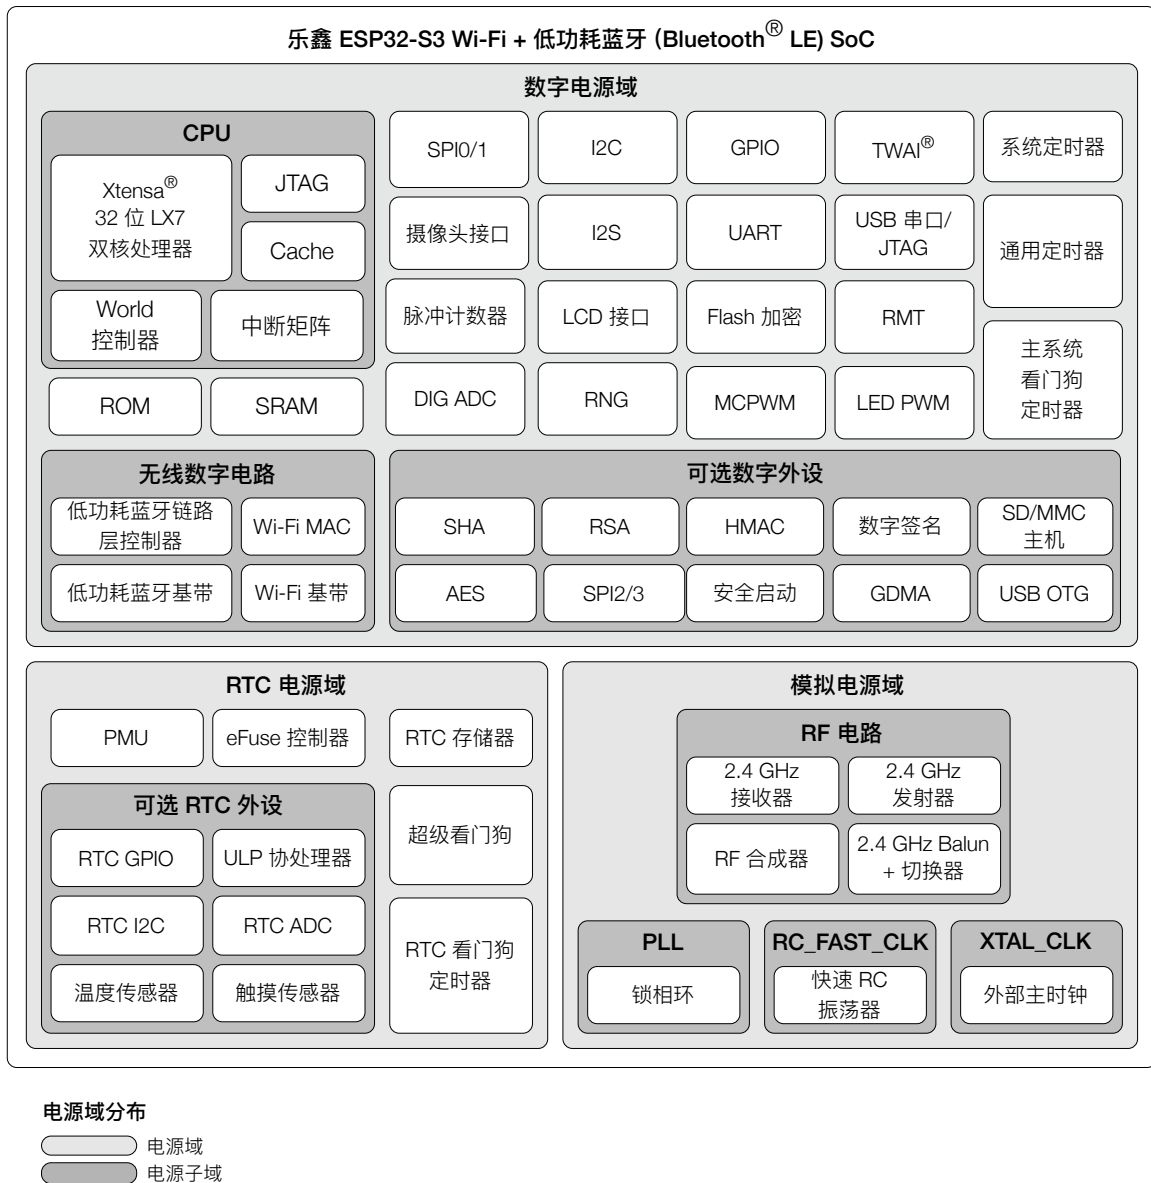 乐鑫 ESP32-S3 Wi-Fi + 低功耗蓝牙 (Bluetooth® LE) SoC
数字电源域
CPU
Xtensa®
32 位 LX7
双核处理器
JTAG
Cache
World
控制器
中断矩阵
ROM
SRAM
SPI0/1
I2C
GPIO
TWAI®
系统定时器
摄像头接口
I2S
UART
USB 串口/
JTAG
通用定时器
脉冲计数器
LCD 接口
Flash 加密
RMT
主系统
看门狗
定时器
DIG ADC
RNG
MCPWM
LED PWM
无线数字电路
低功耗蓝牙链路
层控制器
Wi-Fi MAC
低功耗蓝牙基带
Wi-Fi 基带
可选数字外设
SHA
RSA
HMAC
数字签名
SD/MMC
主机
AES
SPI2/3
安全启动
GDMA
USB OTG
RTC 电源域
PMU
eFuse 控制器
RTC 存储器
可选 RTC 外设
RTC GPIO
ULP 协处理器
RTC I2C
RTC ADC
温度传感器
触摸传感器
超级看门狗
RTC 看门狗
定时器
模拟电源域
RF 电路
2.4 GHz
接收器
2.4 GHz
发射器
RF 合成器
2.4 GHz Balun
+ 切换器
PLL
锁相环
RC_FAST_CLK
快速 RC
振荡器
XTAL_CLK
外部主时钟
电源域分布
电源域
电源子域